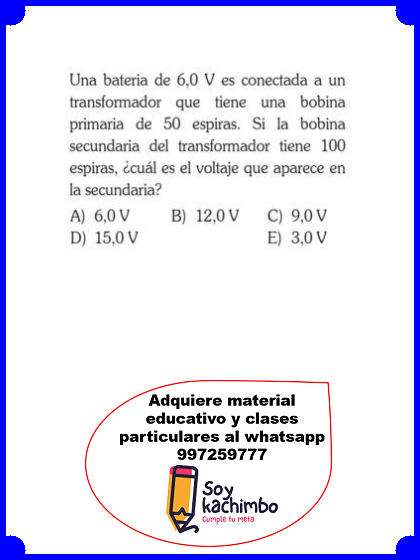 Una bateria de 6,0 V es conectada a un
transformador que tiene una bobina
primaria de 50 espiras. Si la bobina
secundaria del transformador tiene 100
espiras, ¿cuál es el voltaje que aparece en
la secundaria?
A) 6,0 V B) 12,0 V C) 9,0 V
D) 15,0 V E) 3,0 V
Adquiere material
educativo y clases
particulares al whatsapp
997259777
Soy
kachimbo
Cumple tu meta